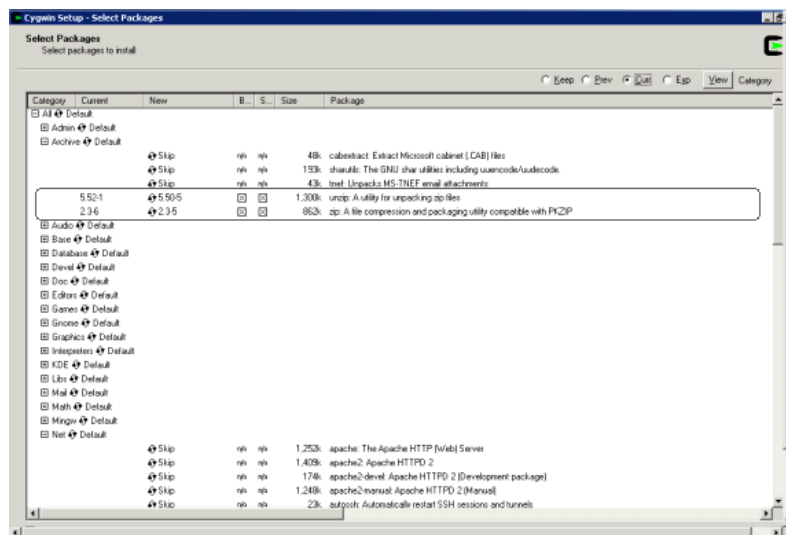 Cygwin Setup - Select Packages
Select Packages
Select packages to install
Keep Prev Curr Exp View Category
Category Current New B... S... Size Package
All Default
Admin Default
Archive Default
Skip n/a n/a 48k cabextract: Extract Microsoft cabinet (.CAB) files
Skip n/a n/a 193k sharutils: The GNU shar utilities including uuencode/uudecode.
Skip n/a n/a 43k tnef: Unpacks MS-TNEF email attachments
5.52-1 5.50-5 1,300k unzip: A utility for unpacking zip files
2.3-6 2.3-5 862k zip: A file compression and packaging utility compatible with PKZIP
Audio Default
Base Default
Database Default
Devel Default
Doc Default
Editors Default
Games Default
Gnome Default
Graphics Default
Interpreters Default
KDE Default
Libs Default
Mail Default
Math Default
Mingw Default
Net Default
Skip n/a n/a 1,252k apache: The Apache HTTP (Web) Server
Skip n/a n/a 1,409k apache2: Apache HTTPD 2
Skip n/a n/a 174k apache2-devel: Apache HTTPD 2 (Development package)
Skip n/a n/a 1,248k apache2-manual: Apache HTTPD 2 (Manual)
Skip n/a n/a 23k autossh: Automatically restart SSH sessions and tunnels